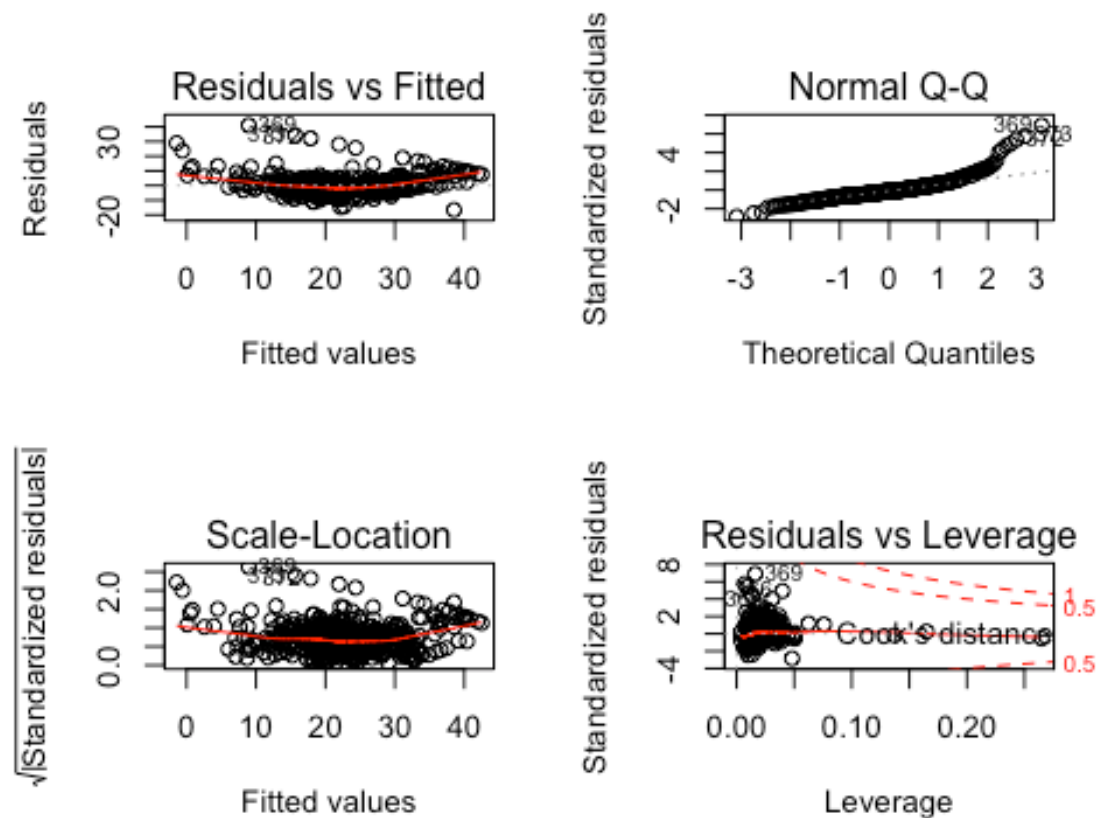 Residuals vs Fitted
Residuals
30
-20
369
0 10 20 30 40
Fitted values
Normal Q-Q
Standardized residuals
4
-2
369
-3 -1 0 1 2 3
Theoretical Quantiles
Scale-Location
√|Standardized residuals|
2.0
0.0
369
0 10 20 30 40
Fitted values
Residuals vs Leverage
Standardized residuals
8
2
-4
369
1
0.5
Cook's distance
0.5
0.00 0.10 0.20
Leverage